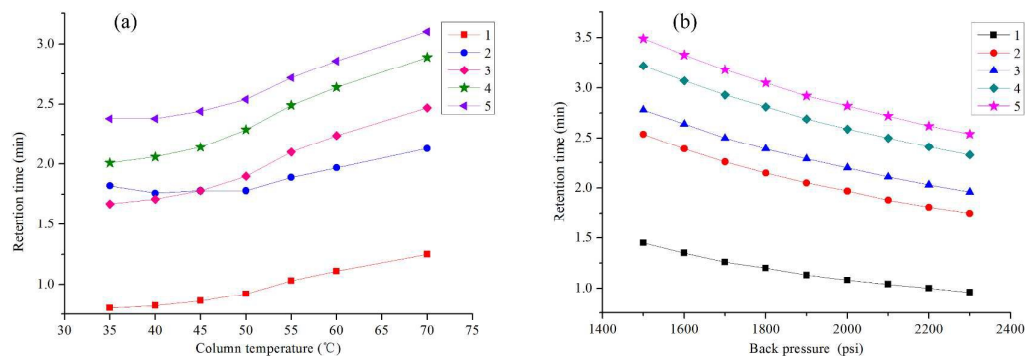 (a)
1
2
3
4
5
3.0
2.5
2.0
1.5
1.0
Retention time (min)
30 35 40 45 50 55 60 65 70 75
Column temperature (℃)
(b)
1
2
3
4
5
3.5
3.0
2.5
2.0
1.5
1.0
Retention time (min)
1400 1600 1800 2000 2200 2400
Back pressure (psi)